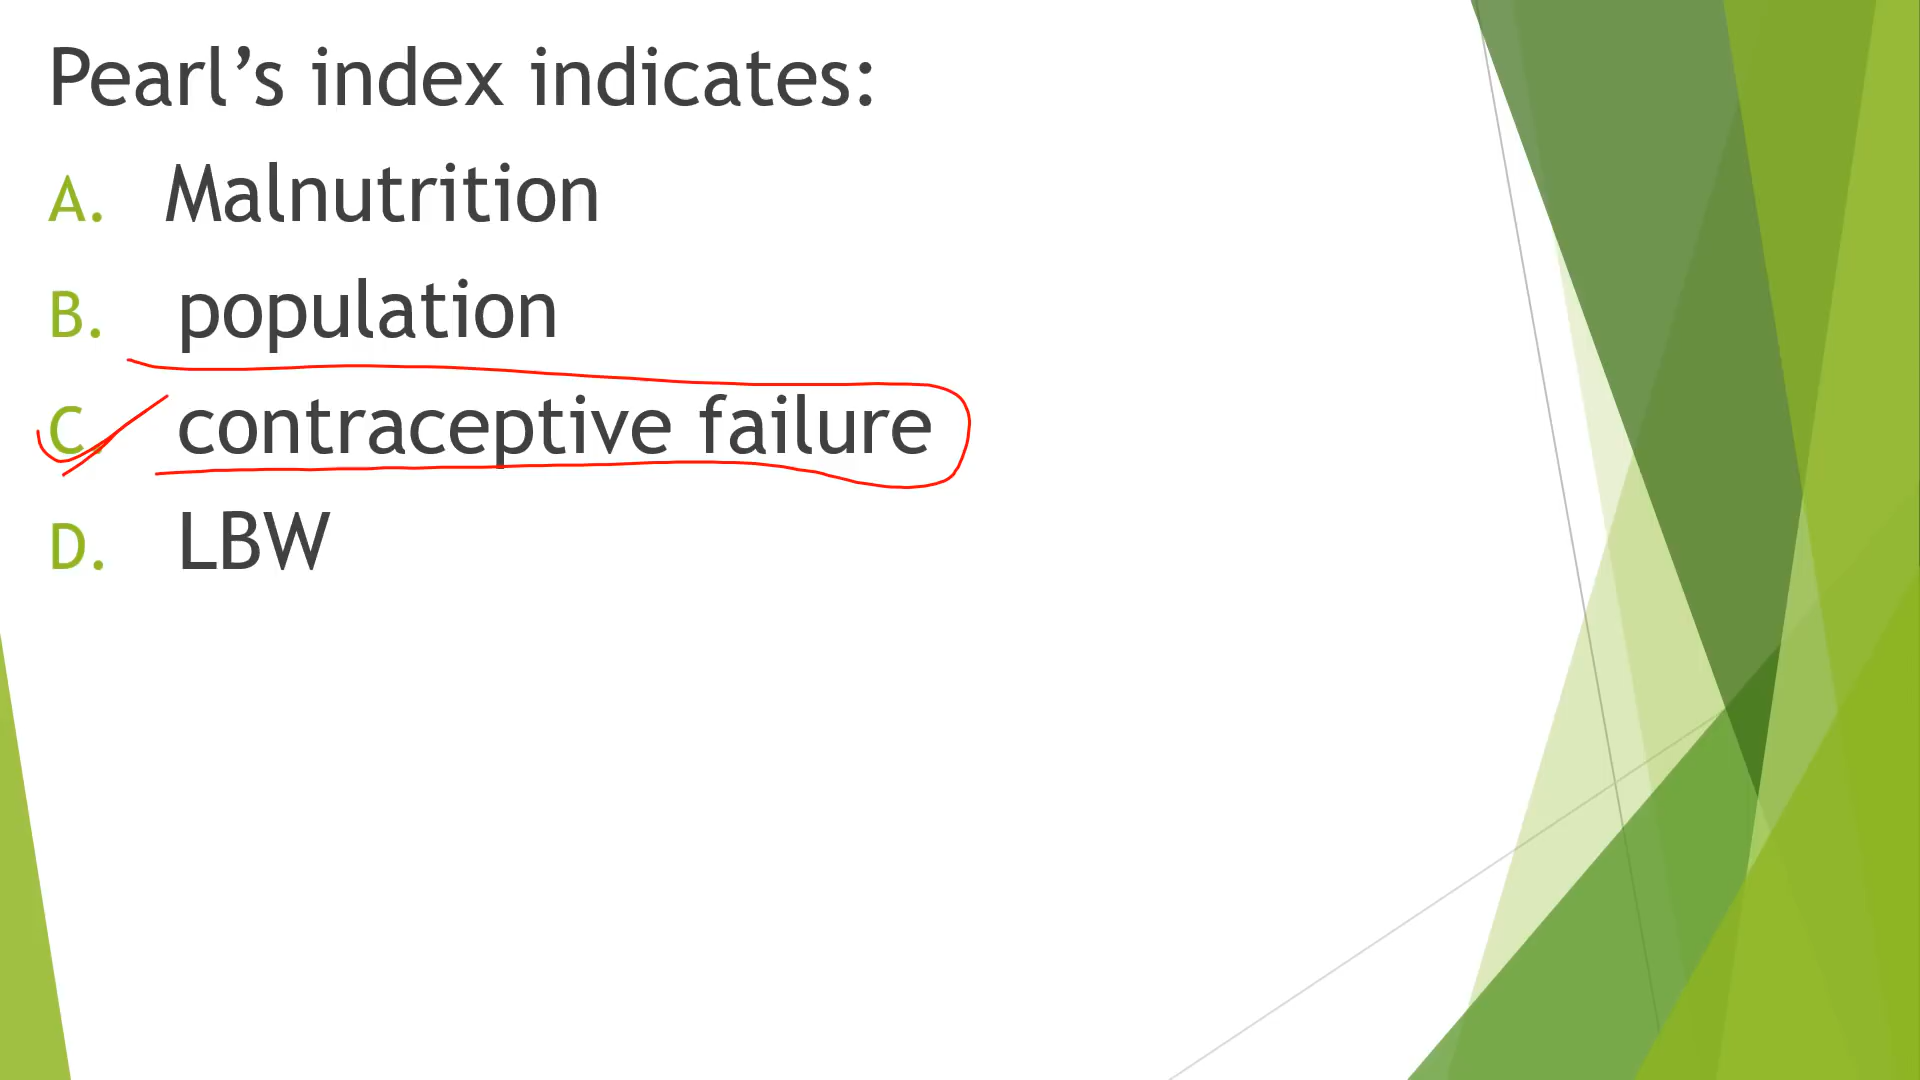 Pearl’s index indicates:
A. Malnutrition
B. population
C. contraceptive failure
D. LBW